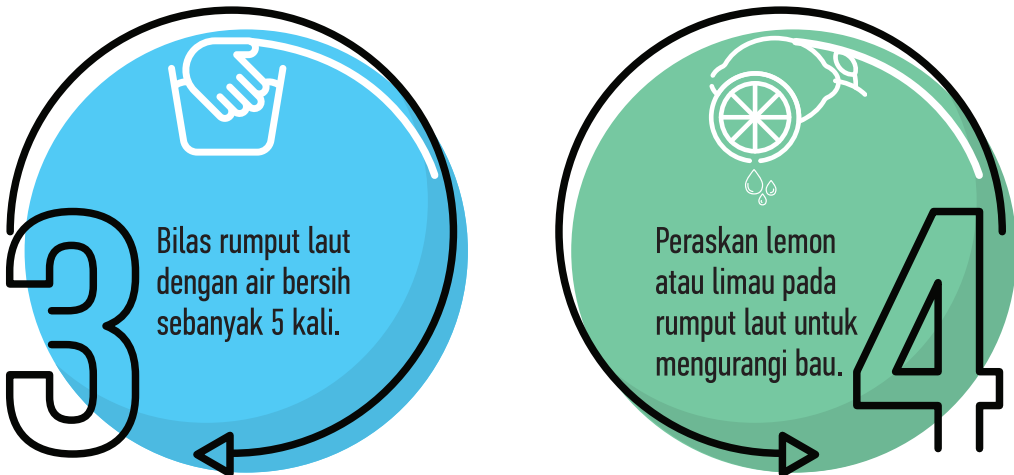 3
Bilas rumput laut
dengan air bersih
sebanyak 5 kali.
4
Peraskan lemon
atau limau pada
rumput laut untuk
mengurangi bau.